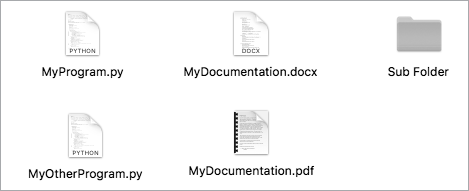 PYTHON
DOCX
MyProgram.py
MyDocumentation.docx
Sub Folder
PYTHON
MyOtherProgram.py
MyDocumentation.pdf